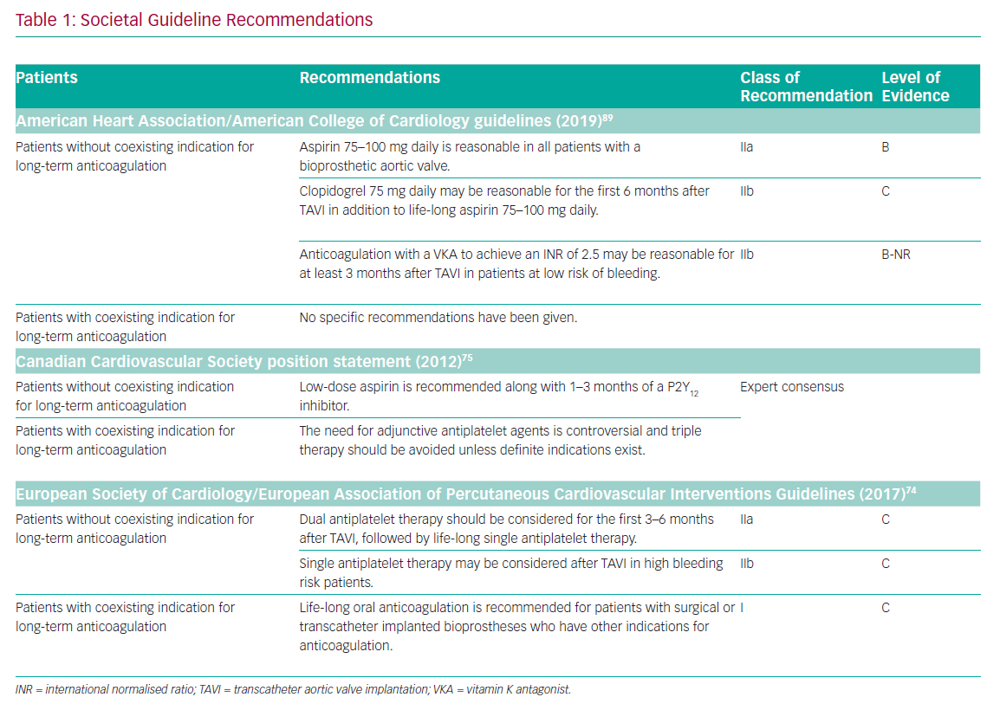 Table 1: Societal Guideline Recommendations
Patients Recommendations Class of Recommendation Level of Evidence
American Heart Association/American College of Cardiology guidelines (2019)89
Patients without coexisting indication for
long-term anticoagulation
Aspirin 75–100 mg daily is reasonable in all patients with a
bioprosthetic aortic valve.
IIa B
Clopidogrel 75 mg daily may be reasonable for the first 6 months after
TAVI in addition to life-long aspirin 75–100 mg daily.
IIb C
Anticoagulation with a VKA to achieve an INR of 2.5 may be reasonable for
at least 3 months after TAVI in patients at low risk of bleeding.
IIb B-NR
Patients with coexisting indication for
long-term anticoagulation
No specific recommendations have been given.
Canadian Cardiovascular Society position statement (2012)75
Patients without coexisting indication
for long-term anticoagulation
Low-dose aspirin is recommended along with 1–3 months of a P2Y12
inhibitor.
Expert consensus
Patients with coexisting indication for
long-term anticoagulation
The need for adjunctive antiplatelet agents is controversial and triple
therapy should be avoided unless definite indications exist.
European Society of Cardiology/European Association of Percutaneous Cardiovascular Interventions Guidelines (2017)74
Patients without coexisting indication for
long-term anticoagulation
Dual antiplatelet therapy should be considered for the first 3–6 months
after TAVI, followed by life-long single antiplatelet therapy.
IIa C
Single antiplatelet therapy may be considered after TAVI in high bleeding
risk patients.
IIb C
Patients with coexisting indication for
long-term anticoagulation
Life-long oral anticoagulation is recommended for patients with surgical or
transcatheter implanted bioprostheses who have other indications for
anticoagulation.
I C
INR = international normalised ratio; TAVI = transcatheter aortic valve implantation; VKA = vitamin K antagonist.